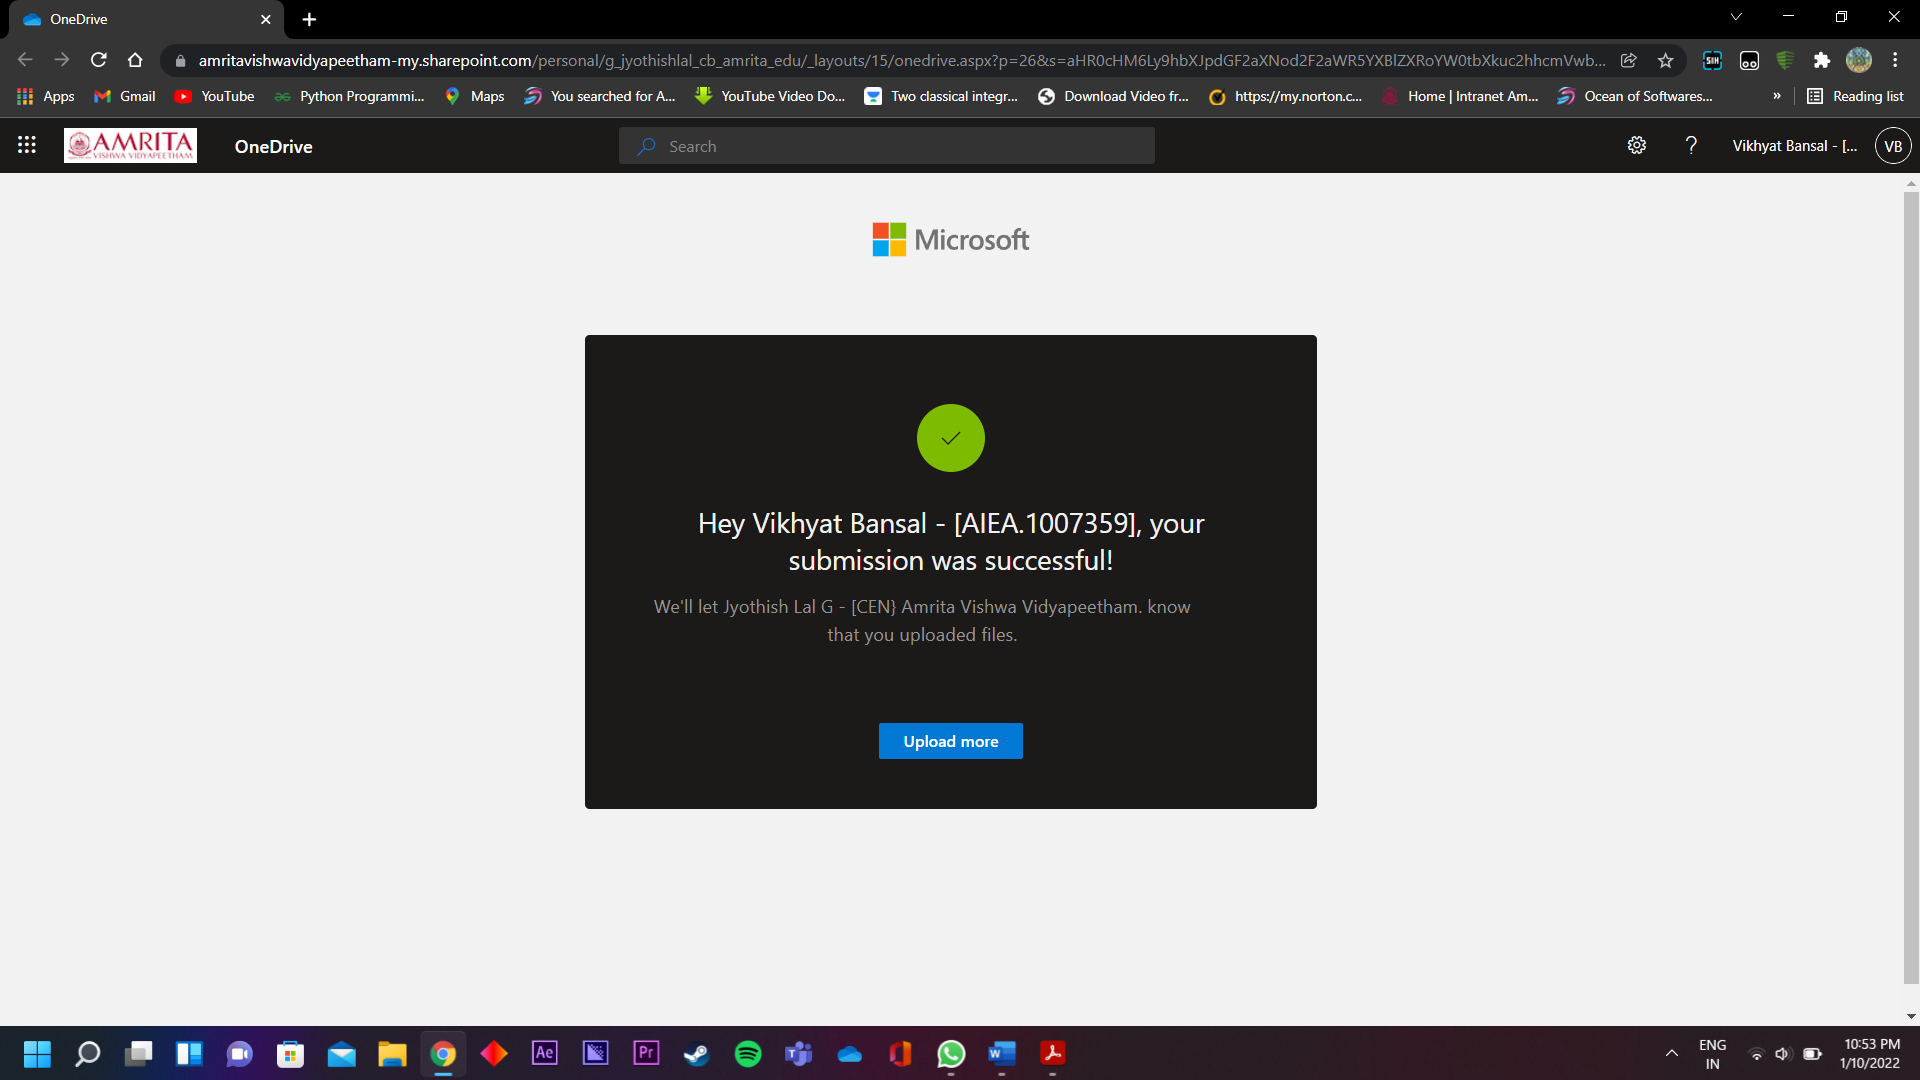 OneDrive
amritavishwavidyapeetham-my.sharepoint.com/personal/g_jyothishlal_cb_amrita_edu/_layouts/15/onedrive.aspx?p=26&s=aHR0cHM6Ly9hbXJpdGF2aXNod2F2aWR5YXBlZXRoYW0tbXkuc2hhcmVwb...
SIH
Apps Gmail YouTube Python Programmi... Maps You searched for A... YouTube Video Do... Two classical integr... Download Video fr... https://my.norton.c... Home | Intranet Am... Ocean of Softwares... » Reading list
AMRITA
VISHWA VIDYAPEETHAM
OneDrive
Search
? Vikhyat Bansal - [... VB
Microsoft
Hey Vikhyat Bansal - [AIEA.1007359], your
submission was successful!
We'll let Jyothish Lal G - [CEN} Amrita Vishwa Vidyapeetham. know
that you uploaded files.
Upload more
Ae Pr
ENG
IN
10:53 PM
1/10/2022